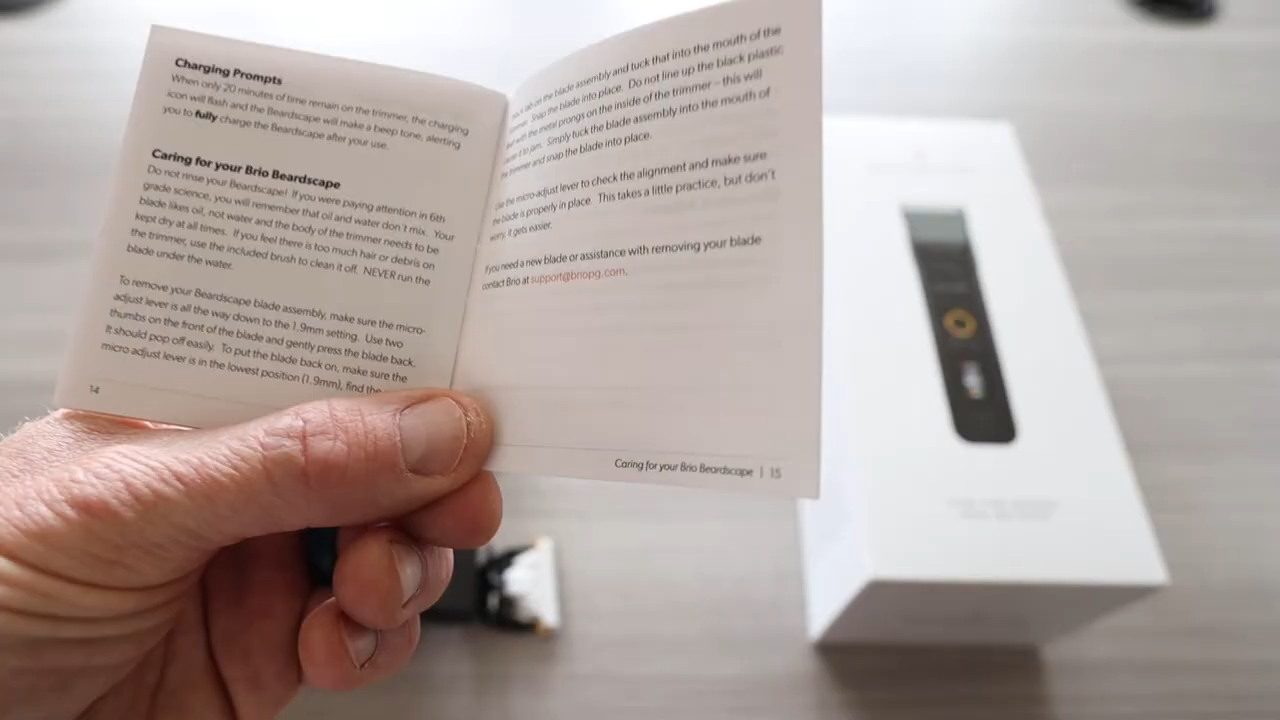 Charging Prompts
When only 20 minutes of time remain on the trimmer, the charging
icon will flash and the Beardscape will make a beep tone, alerting
you to fully charge the Beardscape after your use.
Caring for your Brio Beardscape
Do not rinse your Beardscape! If you were paying attention in 6th
grade science, you will remember that oil and water don't mix. Your
blade likes oil, not water and the body of the trimmer needs to be
kept dry at all times. If you feel there is too much hair or debris on
the trimmer, use the included brush to clean it off. NEVER run the
blade under the water.
To remove your Beardscape blade assembly, make sure the micro-
adjust lever is all the way down to the 1.9mm setting. Use two
thumbs on the front of the blade and gently press the blade back.
It should pop off easily. To put the blade back on, make sure the
micro adjust lever is in the lowest position (1.9mm), find the
14
tab on the blade assembly and tuck that into the mouth of the
Snap the blade into place. Do not line up the black plastic
with the metal prongs on the inside of the trimmer – this will
it to jam. Simply tuck the blade assembly into the mouth of
the trimmer and snap the blade into place.
the micro-adjust lever to check the alignment and make sure
the blade is properly in place. This takes a little practice, but don't
worry, it gets easier.
If you need a new blade or assistance with removing your blade
contact Brio at support@briopg.com.
Caring for your Brio Beardscape | 15